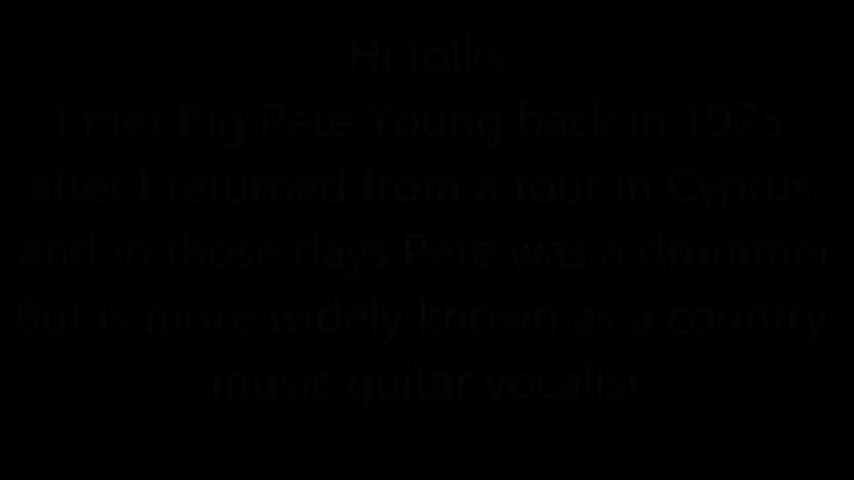 Hi folks
I met Big Pete Young back in 1975
after I returned from a tour in Cyprus
and in those days Pete was a drummer
But is more widely known as a country
music guitar vocalist